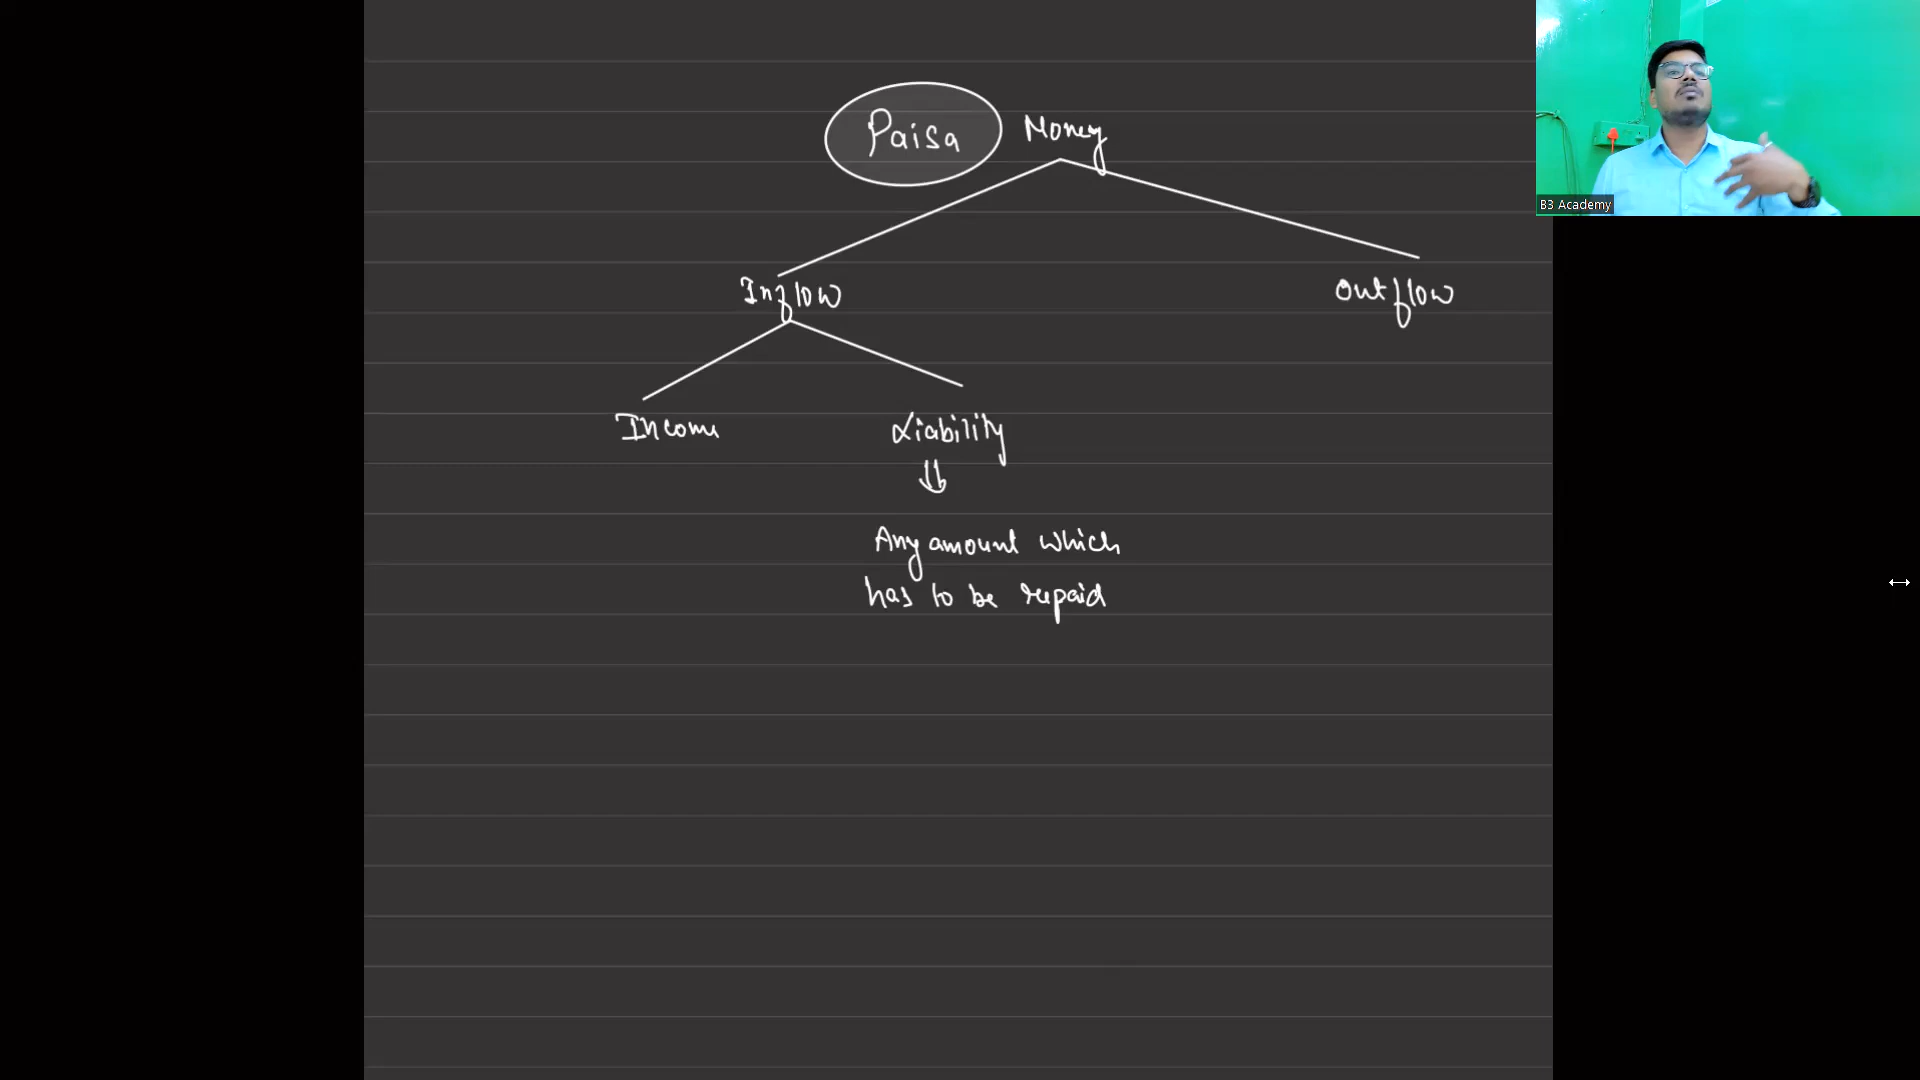 Paisa Money
Inflow Outflow
Income Liability
Any amount which
has to be repaid
B3 Academy